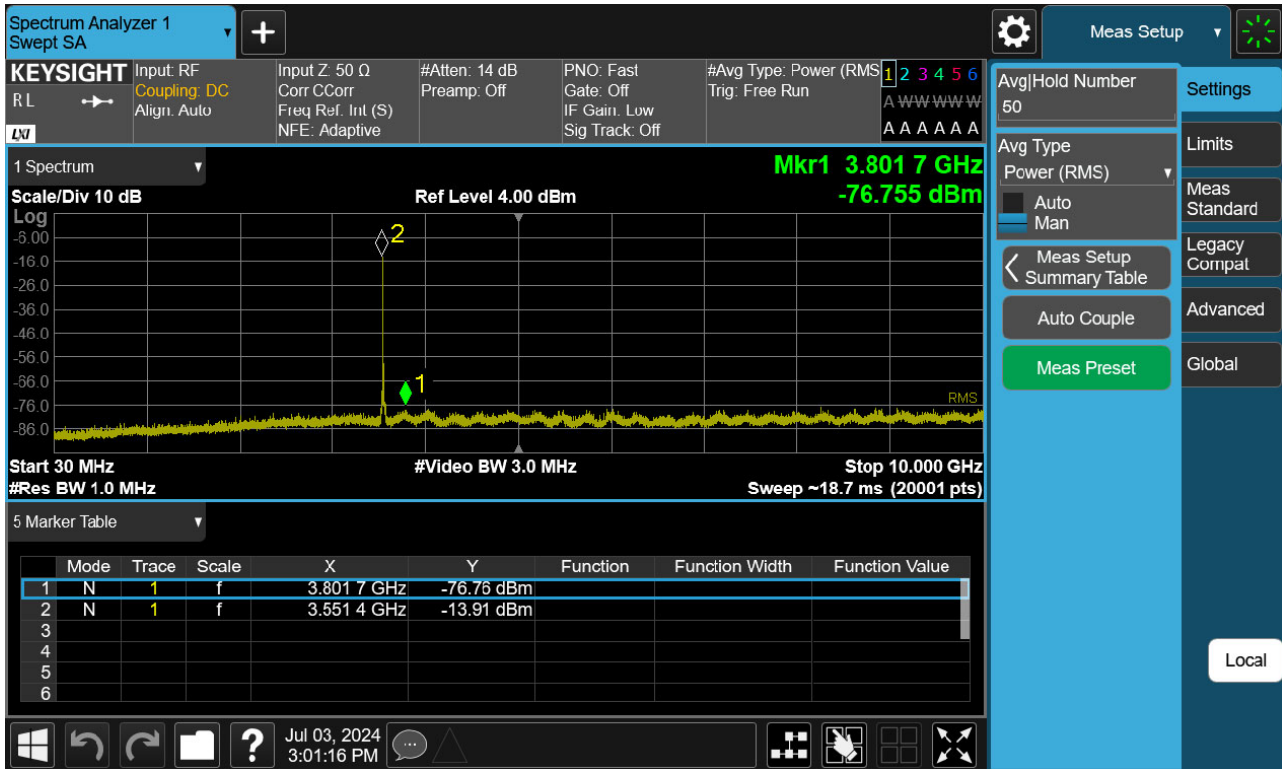 Spectrum Analyzer 1
Swept SA
+
Meas Setup
KEYSIGHT
RL
LXI
Input: RF
Coupling: DC
Align: Auto
Input Z: 50 Ω
Corr CCorr
Freq Ref: Int (S)
NFE: Adaptive
#Atten: 14 dB
Preamp: Off
PNO: Fast
Gate: Off
IF Gain: Low
Sig Track: Off
#Avg Type: Power (RMS
Trig: Free Run
1 2 3 4 5 6
A W W W W W
A A A A A A
1 Spectrum
Scale/Div 10 dB
Ref Level 4.00 dBm
Mkr1 3.801 7 GHz
-76.755 dBm
Log
-6.00
-16.0
-26.0
-36.0
-46.0
-56.0
-66.0
-76.0
-86.0
2
1
RMS
Start 30 MHz
#Video BW 3.0 MHz
Stop 10.000 GHz
#Res BW 1.0 MHz
Sweep ~18.7 ms (20001 pts)
5 Marker Table
Mode Trace Scale X Y Function Function Width Function Value
1 N 1 f 3.801 7 GHz -76.76 dBm
2 N 1 f 3.551 4 GHz -13.91 dBm
3
4
5
6
Avg|Hold Number
50
Avg Type
Power (RMS)
Auto
Man
Meas Setup
Summary Table
Auto Couple
Meas Preset
Settings
Limits
Meas
Standard
Legacy
Compat
Advanced
Global
Local
?
Jul 03, 2024
3:01:16 PM